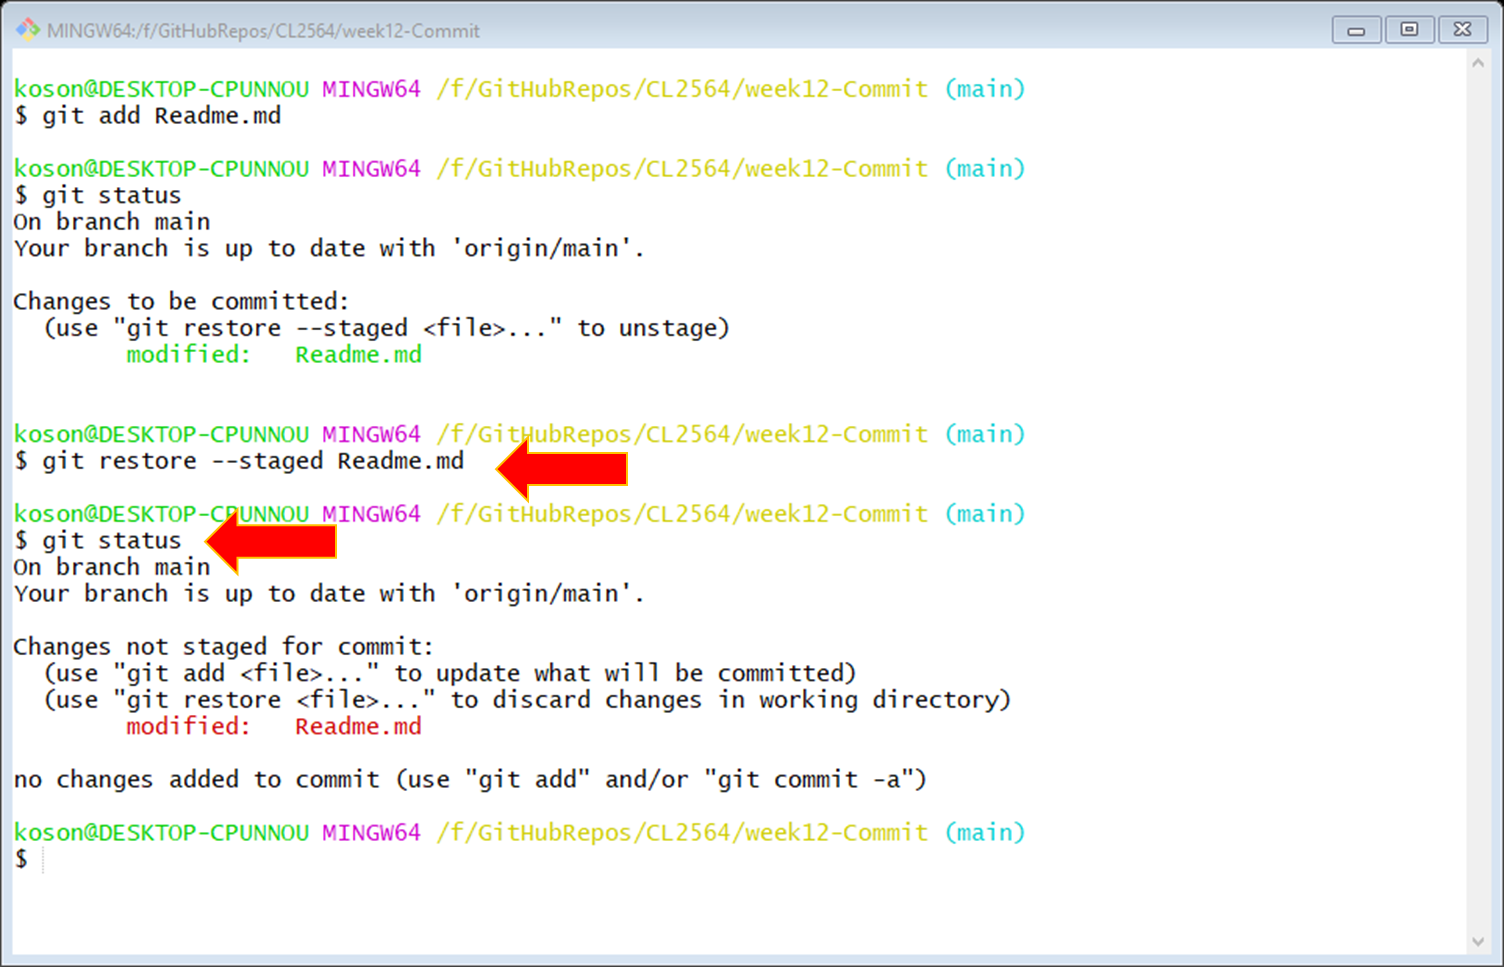 MINGW64:/f/GitHubRepos/CL2564/week12-Commit
koson@DESKTOP-CPUNNOU MINGW64 /f/GitHubRepos/CL2564/week12-Commit (main)
$ git add Readme.md
koson@DESKTOP-CPUNNOU MINGW64 /f/GitHubRepos/CL2564/week12-Commit (main)
$ git status
On branch main
Your branch is up to date with 'origin/main'.
Changes to be committed:
  (use "git restore --staged <file>..." to unstage)
        modified:   Readme.md
koson@DESKTOP-CPUNNOU MINGW64 /f/GitHubRepos/CL2564/week12-Commit (main)
$ git restore --staged Readme.md
koson@DESKTOP-CPUNNOU MINGW64 /f/GitHubRepos/CL2564/week12-Commit (main)
$ git status
On branch main
Your branch is up to date with 'origin/main'.
Changes not staged for commit:
  (use "git add <file>..." to update what will be committed)
  (use "git restore <file>..." to discard changes in working directory)
        modified:   Readme.md
no changes added to commit (use "git add" and/or "git commit -a")
koson@DESKTOP-CPUNNOU MINGW64 /f/GitHubRepos/CL2564/week12-Commit (main)
$